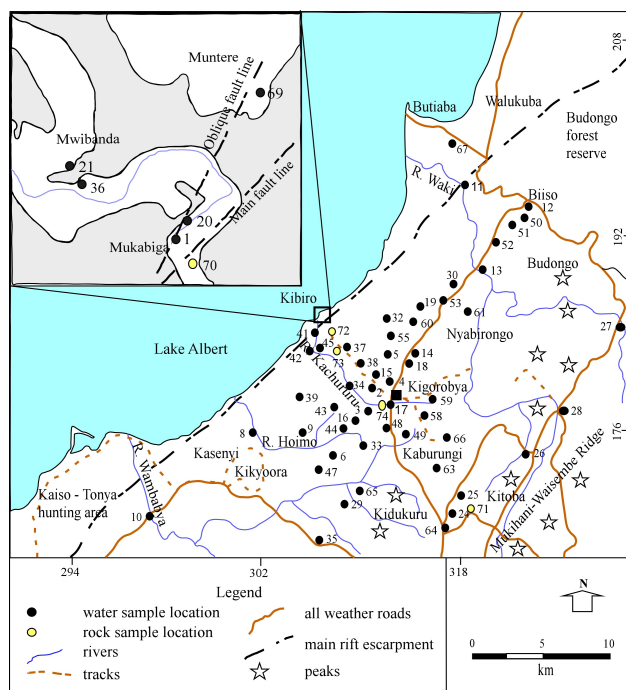 Muntere
69
Oblique fault line
Mwibanda
21
36
Main fault line
20
Mukabiga
1
70
208
Butiaba
Walukuba
Budongo
forest
reserve
67
R. Waki
11
Biiso
12
50
51
192
52
Budongo
13
30
Kibiro
53
19
Nyabirongo
32
60
61
27
41
72
55
Lake Albert
45
37
42
73
5
14
38
18
15
Kachururu
4
Kigorobya
34
2
39
59
43
17
3
74
58
28
16
48
176
8
9
44
49
66
R. Hoimo
Kasenyi
33
Kaburungi
6
26
Kikyoora
47
63
R. Wambabya
Kaiso - Tonya
hunting area
65
25
Kitoba
Mukihani-Waisembe Ridge
10
29
Kidukuru
24
71
64
35
294
302
318
Legend
water sample location
all weather roads
rock sample location
rivers
main rift escarpment
tracks
peaks
N
0
5
10
km